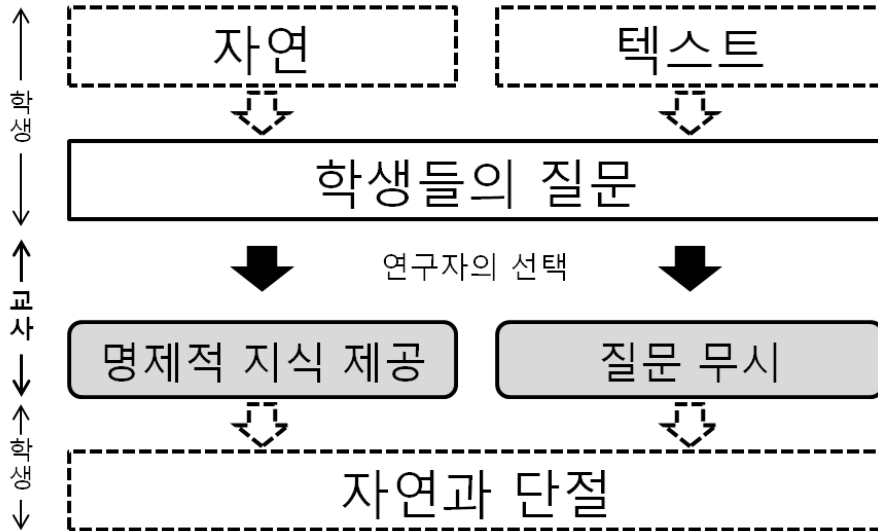 자연
텍스트
학생
학생들의 질문
연구자의 선택
교사
명제적 지식 제공
질문 무시
학생
자연과 단절